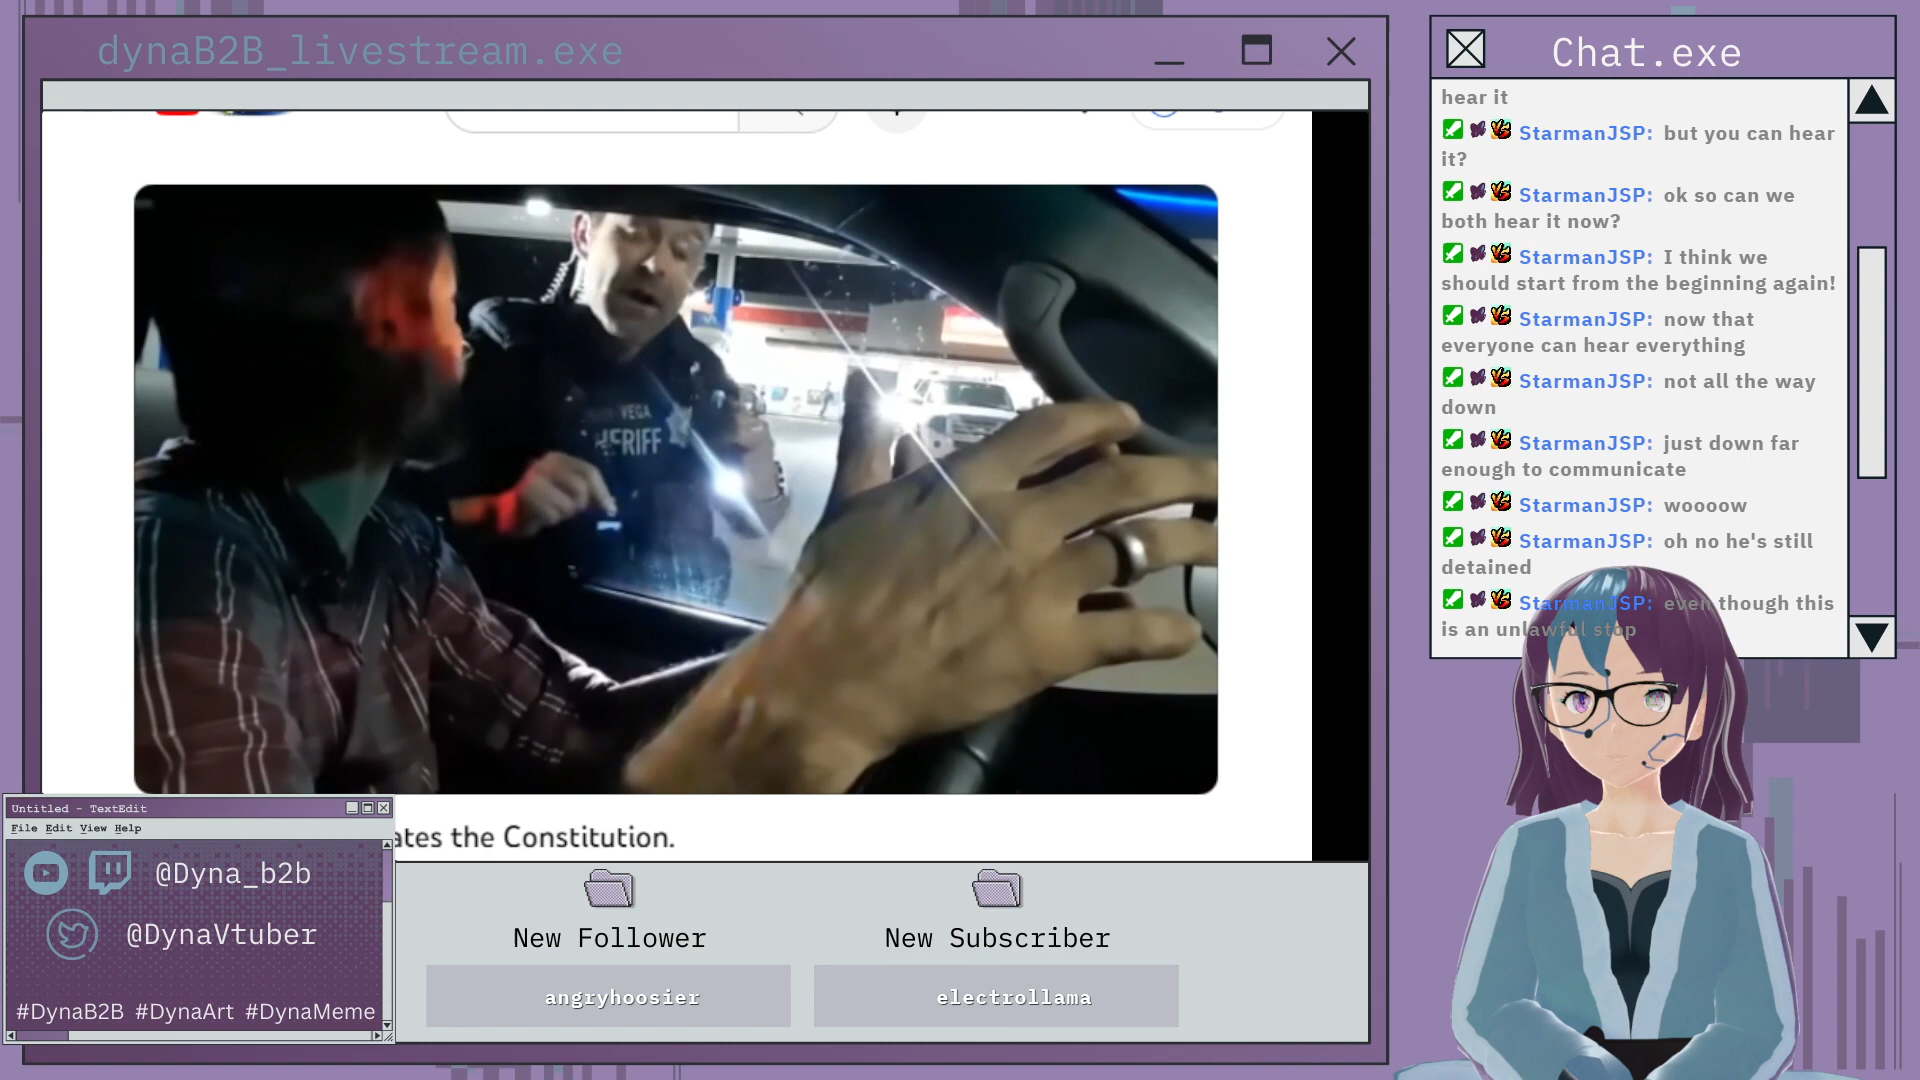 dynaB2B_livestream.exe
Chat.exe
hear it
StarmanJSP: but you can hear
it?
StarmanJSP: ok so can we
both hear it now?
StarmanJSP: I think we
should start from the beginning again!
StarmanJSP: now that
everyone can hear everything
StarmanJSP: not all the way
down
StarmanJSP: just down far
enough to communicate
StarmanJSP: woooow
StarmanJSP: oh no he's still
detained
StarmanJSP: even though this
is an unlawful stop
VEGA
HERIFF
ates the Constitution.
Untitled - TextEdit
File Edit View Help
@Dyna_b2b
@DynaVtuber
#DynaB2B #DynaArt #DynaMeme
New Follower
angryhoosier
New Subscriber
electrollama